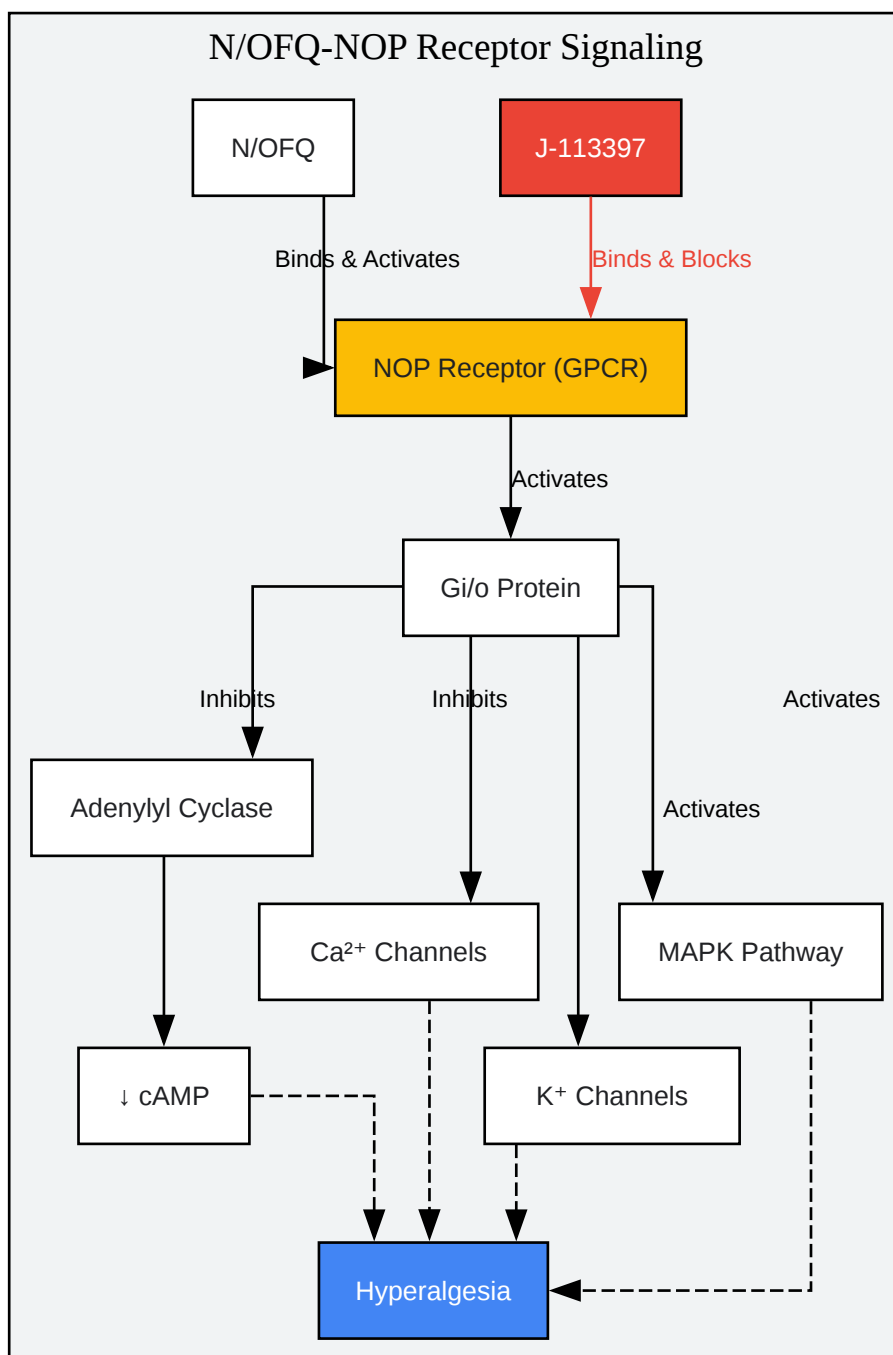 N/OFQ-NOP Receptor Signaling
N/OFQ
J-113397
Binds & Activates
Binds & Blocks
NOP Receptor (GPCR)
Activates
Gi/o Protein
Inhibits
Inhibits
Activates
Adenylyl Cyclase
Activates
Ca²⁺ Channels
MAPK Pathway
↓ cAMP
K⁺ Channels
Hyperalgesia